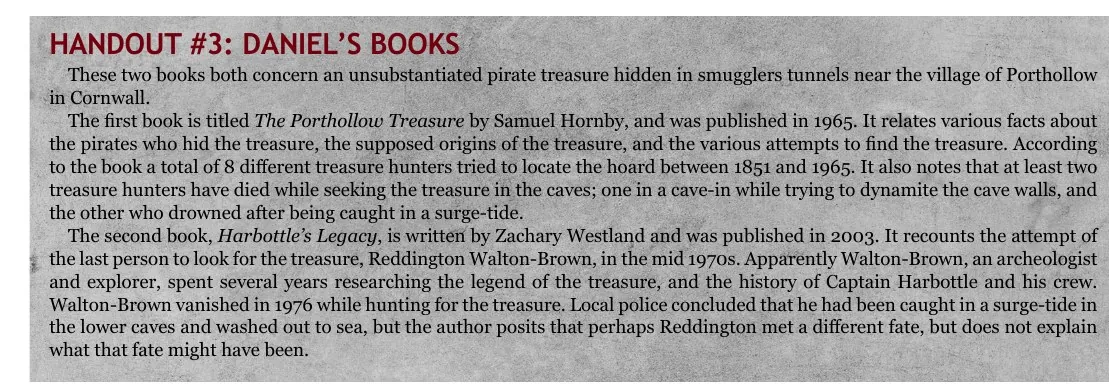 HANDOUT #3: DANIEL'S BOOKS
These two books both concern an unsubstantiated pirate treasure hidden in smugglers tunnels near the village of Porthollow
in Cornwall.
The first book is titled The Porthollow Treasure by Samuel Hornby, and was published in 1965. It relates various facts about
the pirates who hid the treasure, the supposed origins of the treasure, and the various attempts to find the treasure. According
to the book a total of 8 different treasure hunters tried to locate the hoard between 1851 and 1965. It also notes that at least two
treasure hunters have died while seeking the treasure in the caves; one in a cave-in while trying to dynamite the cave walls, and
the other who drowned after being caught in a surge-tide.
The second book, Harbottle's Legacy, is written by Zachary Westland and was published in 2003. It recounts the attempt of
the last person to look for the treasure, Reddington Walton-Brown, in the mid 1970s. Apparently Walton-Brown, an archeologist
and explorer, spent several years researching the legend of the treasure, and the history of Captain Harbottle and his crew.
Walton-Brown vanished in 1976 while hunting for the treasure. Local police concluded that he had been caught in a surge-tide in
the lower caves and washed out to sea, but the author posits that perhaps Reddington met a different fate, but does not explain
what that fate might have been.